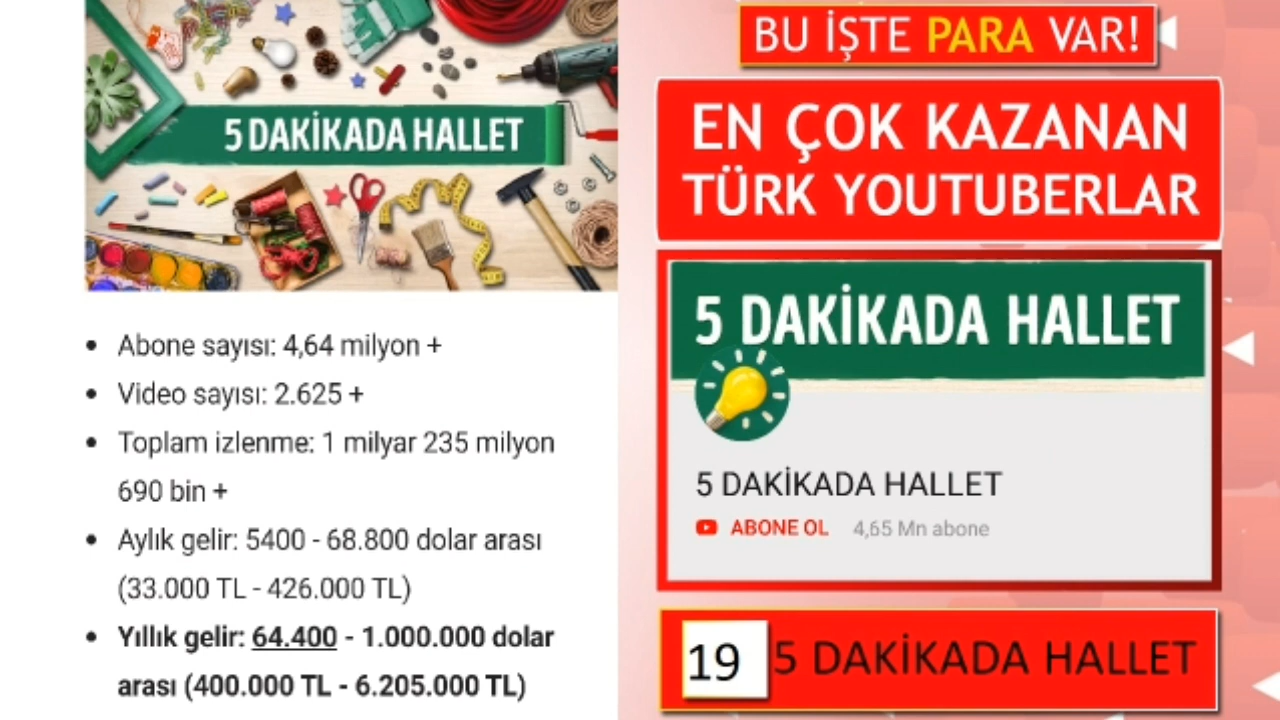 5 DAKİKADA HALLET
• Abone sayısı: 4,64 milyon +
• Video sayısı: 2.625 +
• Toplam izlenme: 1 milyar 235 milyon
690 bin +
• Aylık gelir: 5400 - 68.800 dolar arası
(33.000 TL - 426.000 TL)
• Yıllık gelir: 64.400 - 1.000.000 dolar
arası (400.000 TL - 6.205.000 TL)
BU İŞTE PARA VAR!
EN ÇOK KAZANAN
TÜRK YOUTUBERLAR
5 DAKİKADA HALLET
5 DAKİKADA HALLET
ABONE OL 4,65 Mn abone
19 5 DAKİKADA HALLET